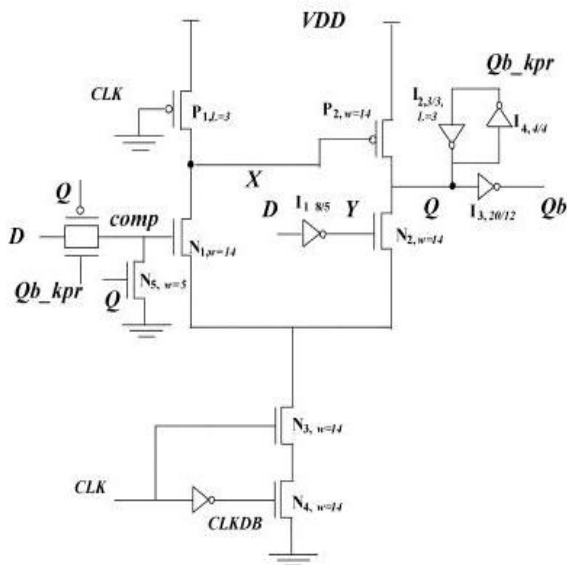 VDD
Qb_kpr
CLK
P1,L=3
P2, w=14
I2,3/3,
L=3
I4,4/4
X
Q
D
comp
N1,w=14
D
I1 8/5
Y
N2,w=14
Q
I3,20/12
Qb
Qb_kpr
Q
N5, w=5
N3, w=14
CLK
CLKDB
N4, w=14